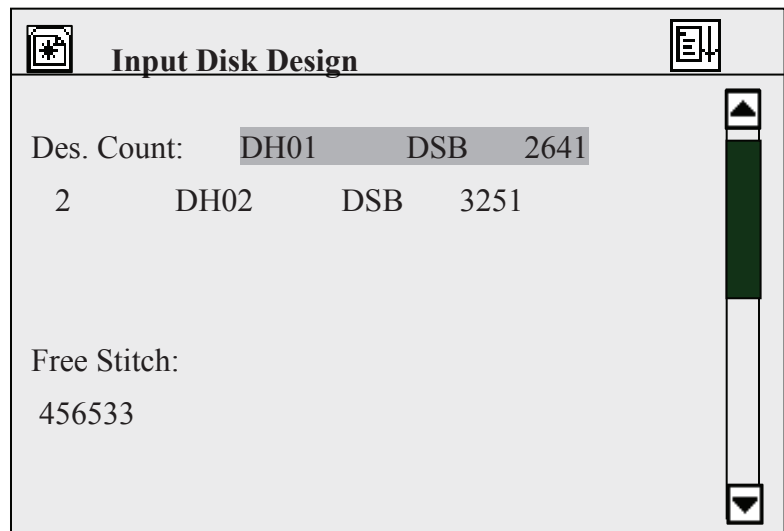 Input Disk Design
Des. Count: DH01 DSB 2641
2 DH02 DSB 3251
Free Stitch:
456533